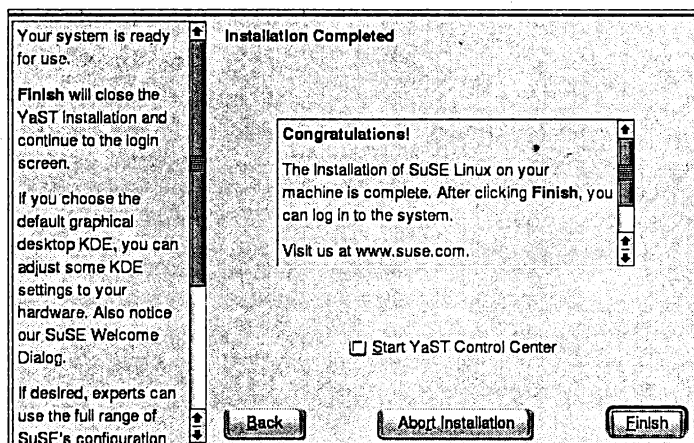 Your system is ready
for use.
Finish will close the
YaST Installation and
continue to the login
screen.
If you choose the
default graphical
desktop KDE, you can
adjust some KDE
settings to your
hardware. Also notice
our SuSE Welcome
Dialog.
If desired, experts can
use the full range of
SuSE's configuration
Installation Completed
Congratulations!
The Installation of SuSE Linux on your
machine is complete. After clicking Finish, you
can log in to the system.
Visit us at www.suse.com.
Start YaST Control Center
Back
Abort Installation
Finish